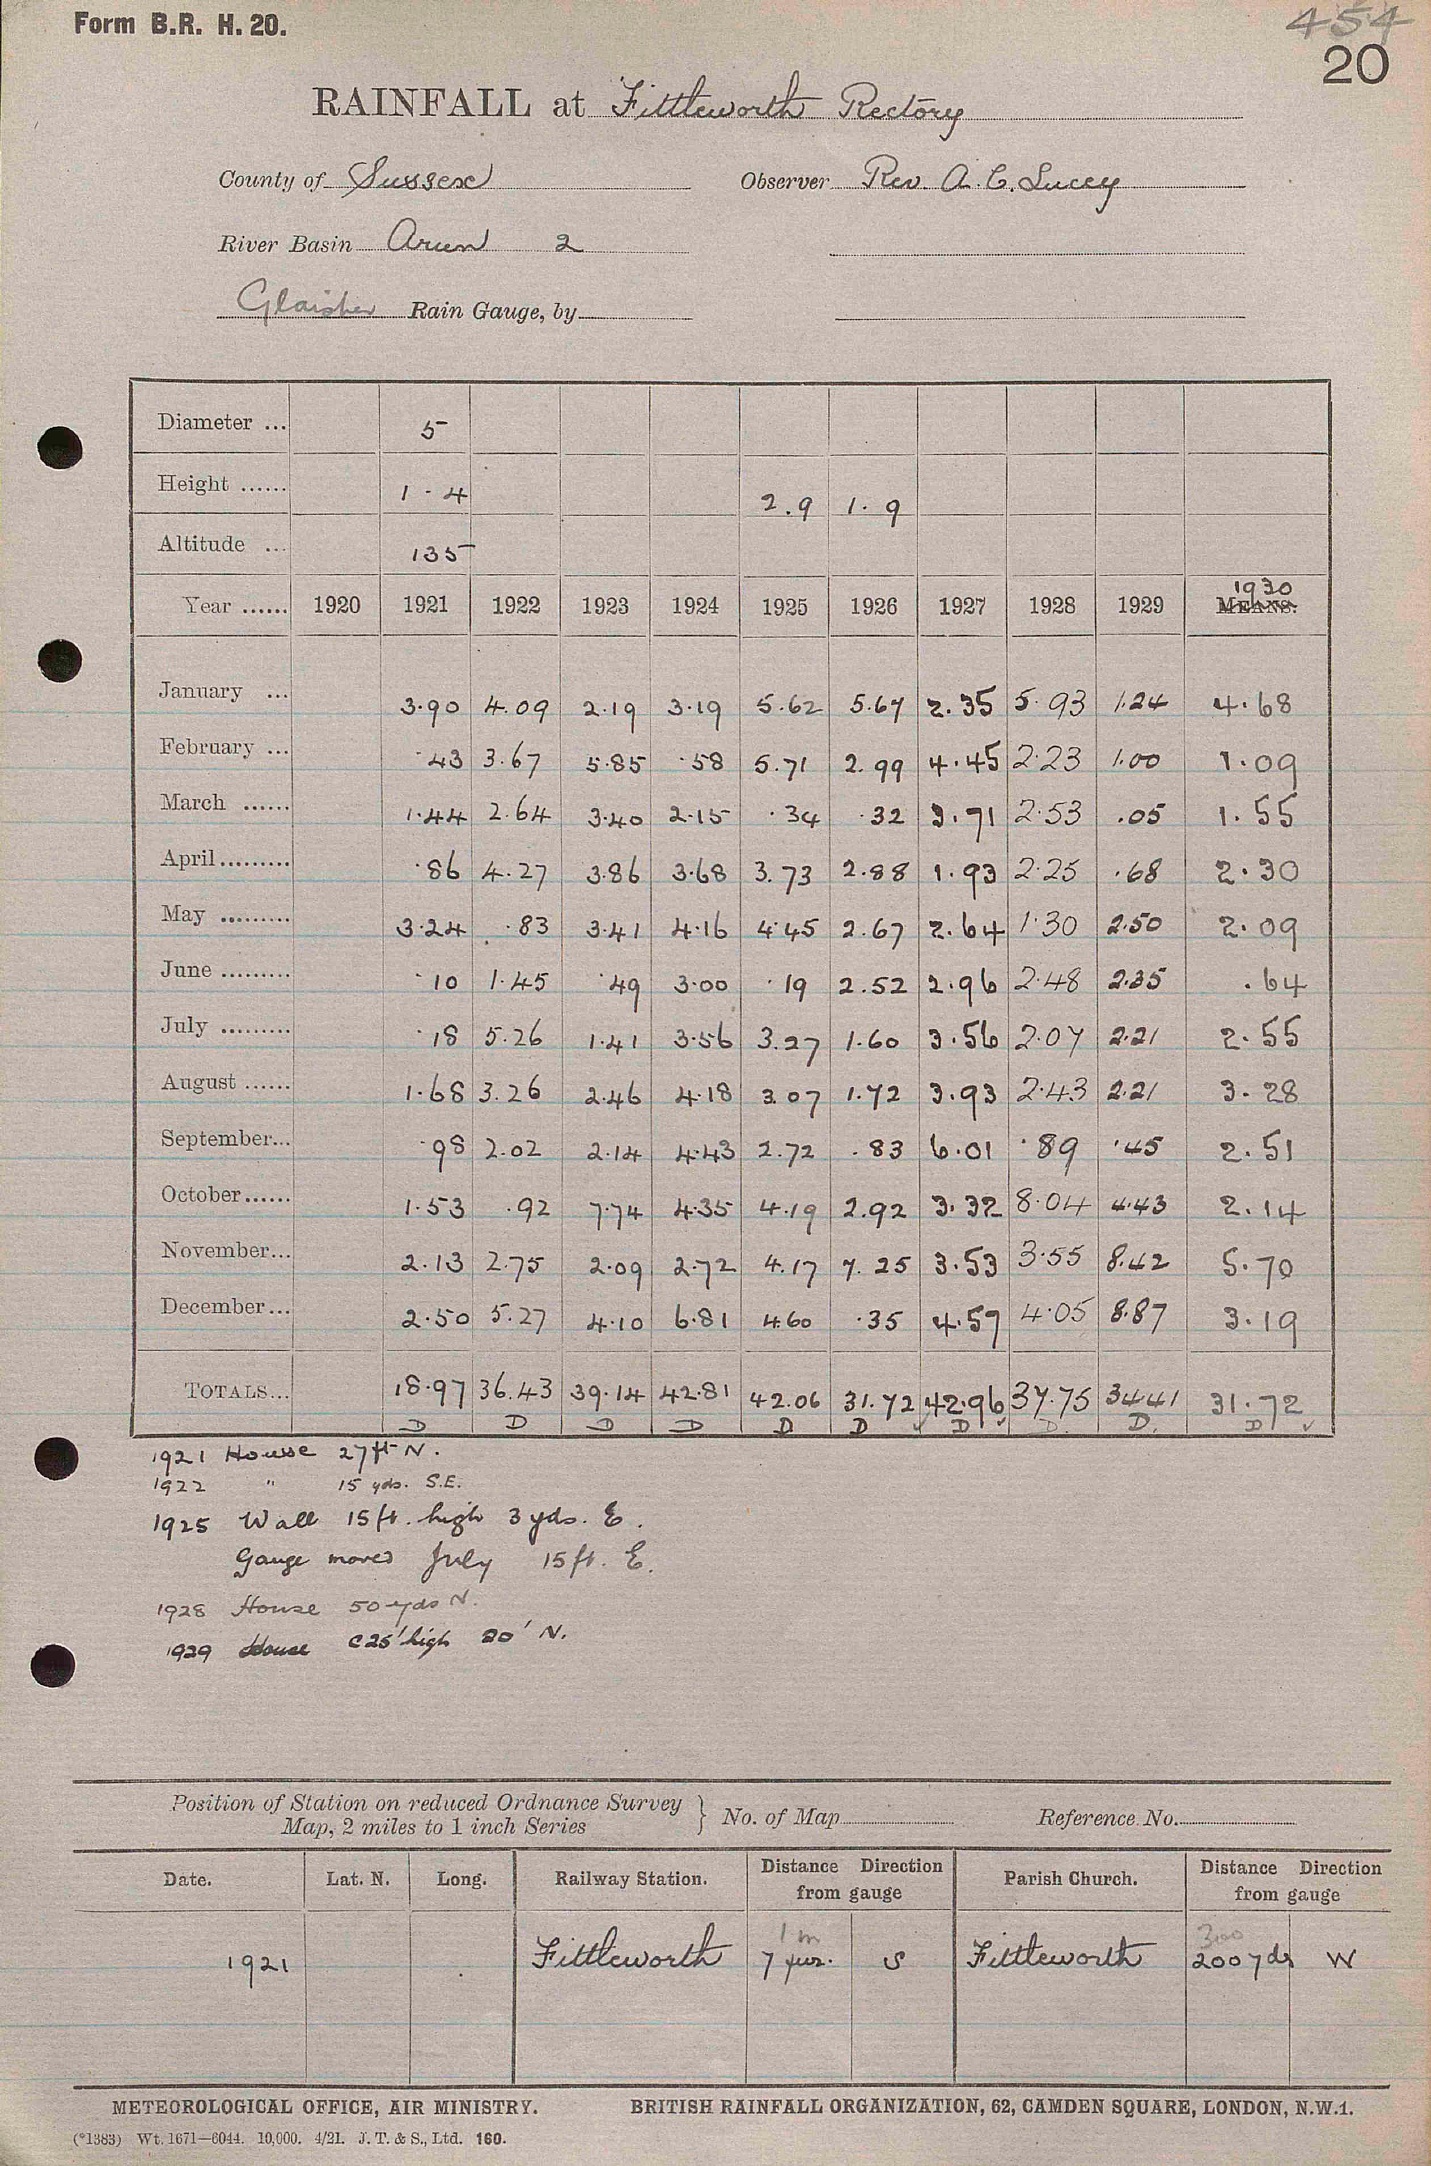 Form B.R. H. 20.
454
20
RAINFALL at Fittleworth Rectory
County of Sussex Observer Rev. A. C. Lucey
River Basin Arun 2
Glaisher Rain Gauge, by
Diameter ... 5
Height ...... 1.4 2.9 1.9
Altitude ... 135
1930
Year ...... 1920 1921 1922 1923 1924 1925 1926 1927 1928 1929 MEANS.
January ... 3.90 4.09 2.19 3.19 5.62 5.67 2.35 5.93 1.24 4.68
February ... .43 3.67 5.85 .58 5.71 2.99 4.45 2.23 1.00 1.09
March ...... 1.44 2.64 3.40 2.15 .34 .32 3.71 2.53 .05 1.55
April......... .86 4.27 3.86 3.68 3.73 2.88 1.93 2.25 .68 2.30
May ......... 3.24 .83 3.41 4.16 4.45 2.67 2.64 1.30 2.50 2.09
June ......... .10 1.45 .49 3.00 .19 2.52 2.96 2.48 2.35 .64
July ......... .18 5.26 1.41 3.56 3.27 1.60 3.56 2.07 2.21 2.55
August ...... 1.68 3.26 2.46 4.18 3.07 1.72 3.93 2.43 2.21 3.28
September... .98 2.02 2.14 4.43 2.72 .83 6.01 .89 .45 2.51
October...... 1.53 .92 7.74 4.35 4.19 2.92 3.32 8.04 4.43 2.14
November... 2.13 2.75 2.09 2.72 4.17 7.25 3.53 3.55 8.42 5.70
December... 2.50 5.27 4.10 6.81 4.60 .35 4.57 4.05 8.87 3.19
TOTALS... 18.97 36.43 39.14 42.81 42.06 31.72 42.96 37.75 34.41 31.72
D D D D D D ✓ D ✓ D. D. D ✓
1921 House 27ft N.
1922 " 15 yds. S.E.
1925 Wall 15ft. high 3 yds. E.
Gauge moved July 15ft. E.
1928 House 50 yds N.
1929 House C25' high 20' N.
Position of Station on reduced Ordnance Survey
Map, 2 miles to 1 inch Series } No. of Map Reference No.
Date. Lat. N. Long. Railway Station. Distance Direction from gauge Parish Church. Distance Direction from gauge
1 m 300
1921 Fittleworth 7 fur. S Fittleworth 200 yds W
METEOROLOGICAL OFFICE, AIR MINISTRY. BRITISH RAINFALL ORGANIZATION, 62, CAMDEN SQUARE, LONDON, N.W.1.
(*1383) Wt. 1671—6044. 10,000. 4/21. J. T. & S., Ltd. 160.